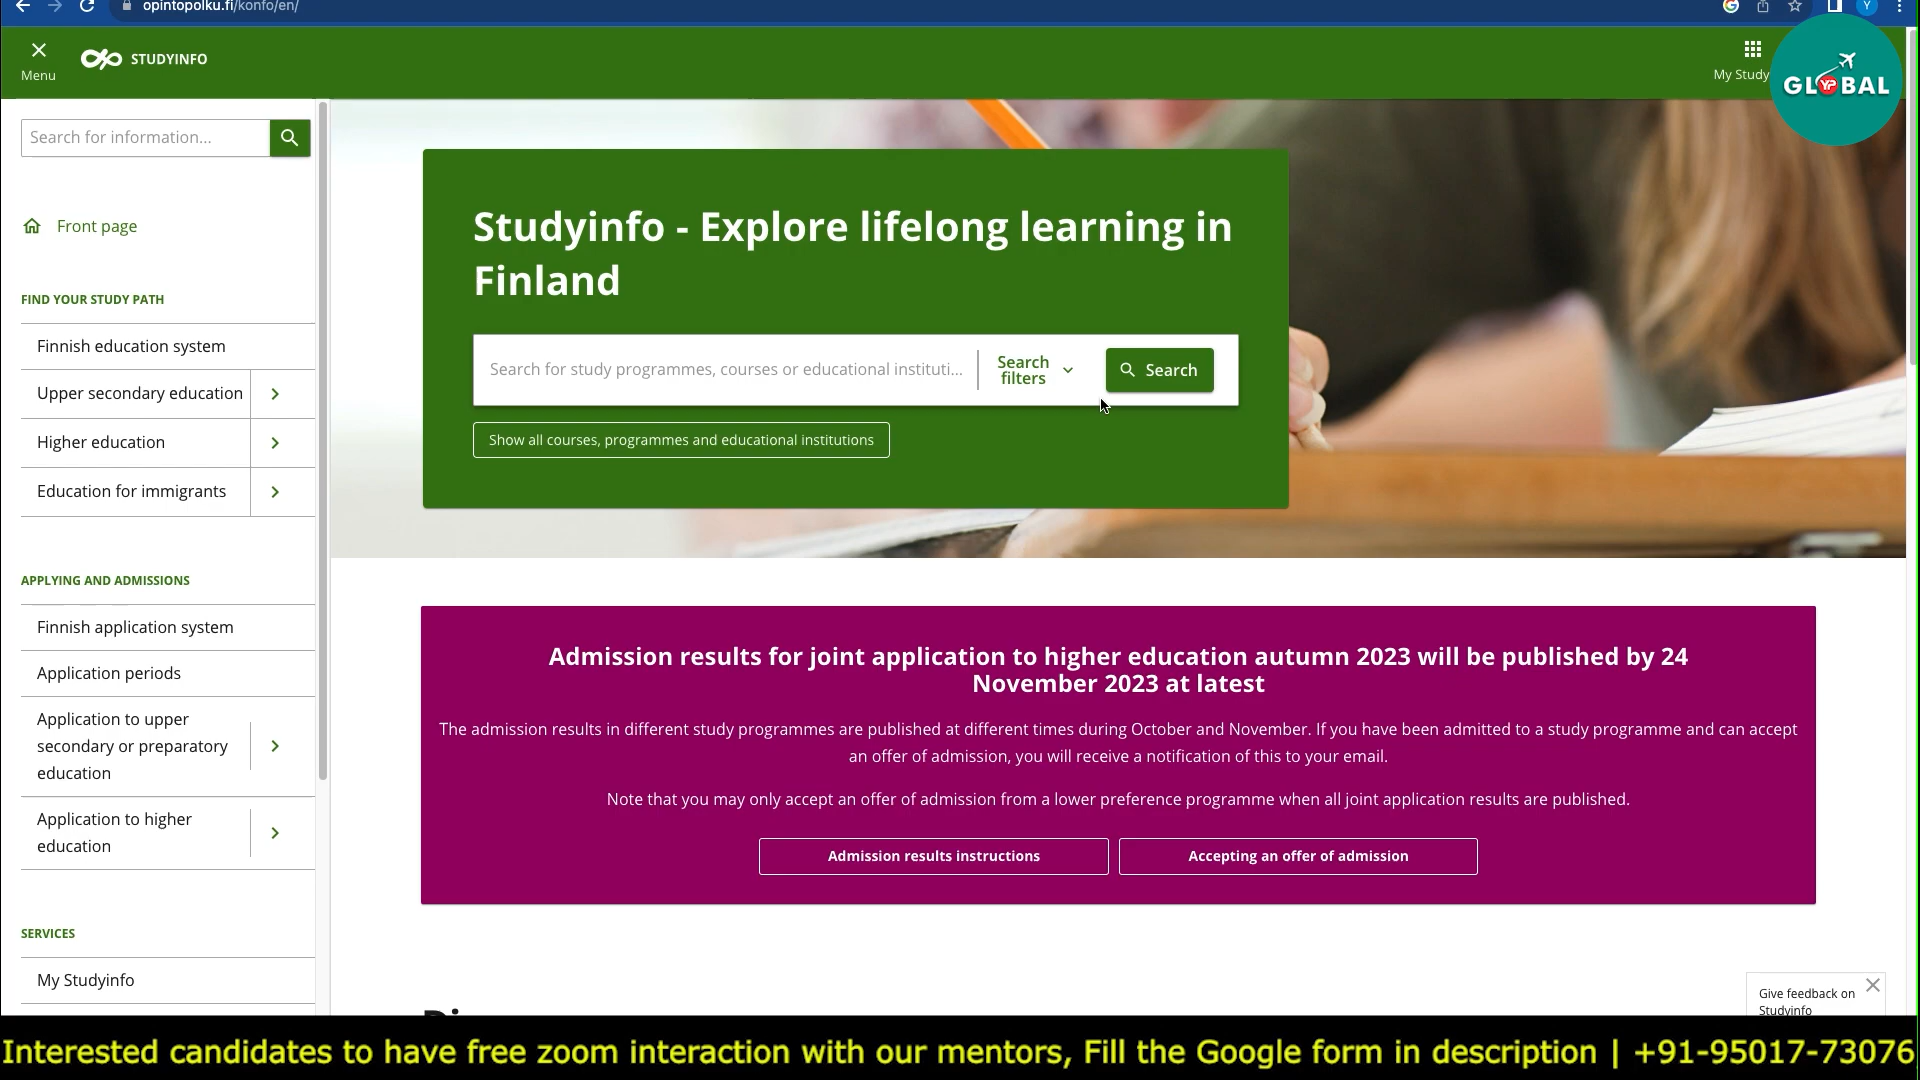 opintopolku.fi/konfo/en/
Y
Menu
STUDYINFO
My Study
GLOBAL
YP
Search for information...
Front page
FIND YOUR STUDY PATH
Finnish education system
Upper secondary education
Higher education
Education for immigrants
APPLYING AND ADMISSIONS
Finnish application system
Application periods
Application to upper
secondary or preparatory
education
Application to higher
education
SERVICES
My Studyinfo
Studyinfo - Explore lifelong learning in
Finland
Search for study programmes, courses or educational instituti...
Search
filters
Search
Show all courses, programmes and educational institutions
Admission results for joint application to higher education autumn 2023 will be published by 24
November 2023 at latest
The admission results in different study programmes are published at different times during October and November. If you have been admitted to a study programme and can accept
an offer of admission, you will receive a notification of this to your email.
Note that you may only accept an offer of admission from a lower preference programme when all joint application results are published.
Admission results instructions
Accepting an offer of admission
Give feedback on
Studyinfo
Interested candidates to have free zoom interaction with our mentors, Fill the Google form in description | +91-95017-73076